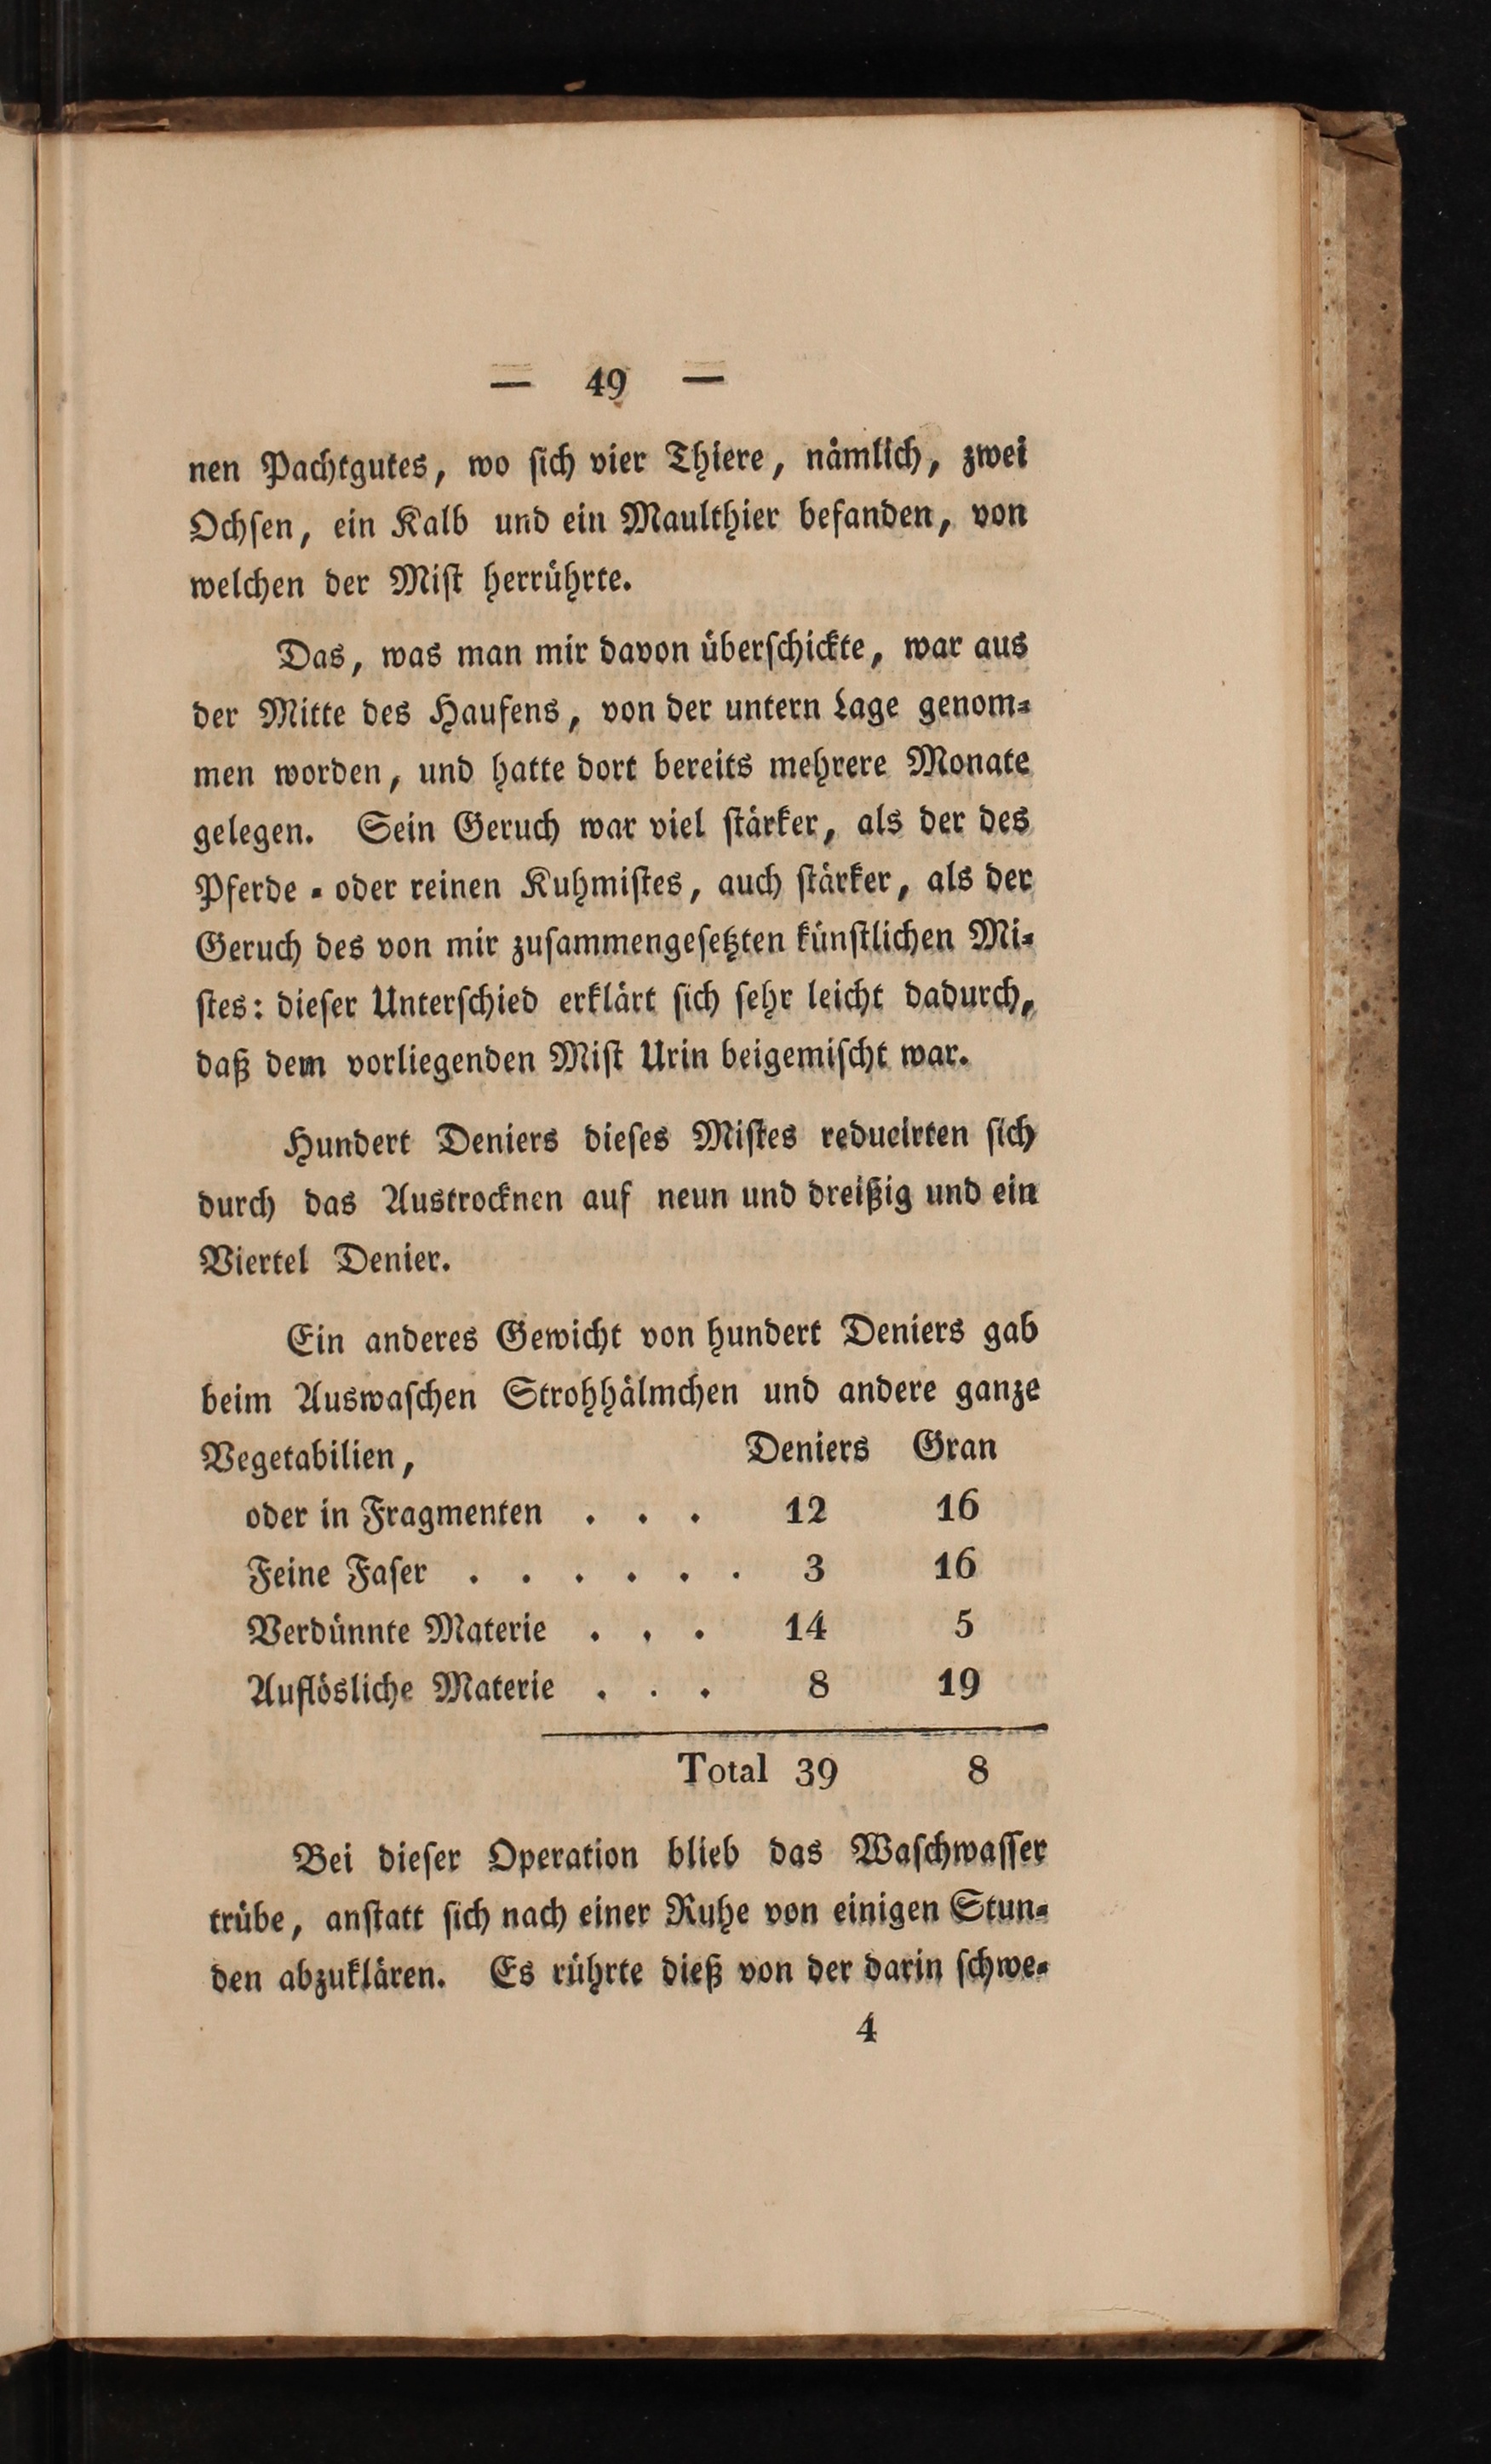 — 49 —
nen Pachtgutes, wo ſich vier Thiere, nämlich, zwei
Ochſen, ein Kalb und ein Maulthier befanden, von
welchen der Miſt herrührte.
Das, was man mir davon überſchickte, war aus
der Mitte des Haufens, von der untern Lage genom⸗
men worden, und hatte dort bereits mehrere Monate
gelegen. Sein Geruch war viel ſtärker, als der des
Pferde ⸗ oder reinen Kuhmiſtes, auch ſtärker, als der
Geruch des von mir zuſammengeſetzten künſtlichen Mi⸗
ſtes: dieſer Unterſchied erklärt ſich ſehr leicht dadurch,
daß dem vorliegenden Miſt Urin beigemiſcht war.
Hundert Deniers dieſes Miſtes reducirten ſich
durch das Austrocknen auf neun und dreißig und ein
Viertel Denier.
Ein anderes Gewicht von hundert Deniers gab
beim Auswaſchen Strohhälmchen und andere ganze
Vegetabilien, Deniers Gran
oder in Fragmenten . . . 12 16
Feine Faſer . . . . . . 3 16
Verdünnte Materie . . . 14 5
Auflösliche Materie . . . 8 19
Total 39 8
Bei dieſer Operation blieb das Waſchwaſſer
trübe, anſtatt ſich nach einer Ruhe von einigen Stun⸗
den abzuklären. Es rührte dieß von der darin ſchwe⸗
4